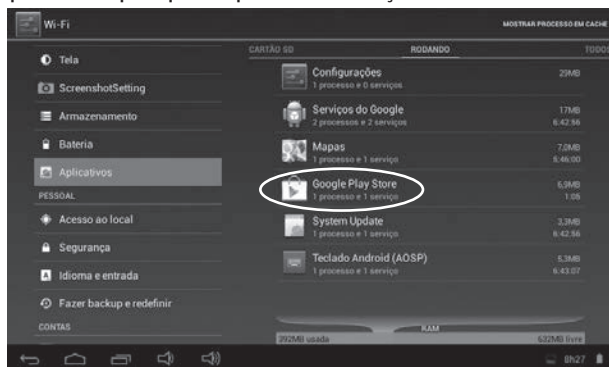 Wi-Fi
MOSTRAR PROCESSO EM CACHE
Tela
ScreenshotSetting
Armazenamento
Bateria
Aplicativos
PESSOAL
Acesso ao local
Segurança
Idioma e entrada
Fazer backup e redefinir
CONTAS
CARTÃO SD RODANDO TODOS
Configurações 29MB
1 processo e 0 serviços
Serviços do Google 17MB
2 processos e 2 serviços 6:42:56
Mapas 7,0MB
1 processo e 1 serviço 5:46:00
Google Play Store 6,9MB
1 processo e 1 serviço 1:05
System Update 2,3MB
1 processo e 1 serviço 6:42:56
Teclado Android (AOSP) 6,3MB
1 processo e 1 serviço 6:43:07
RAM
392MB usada 632MB livre
0h27